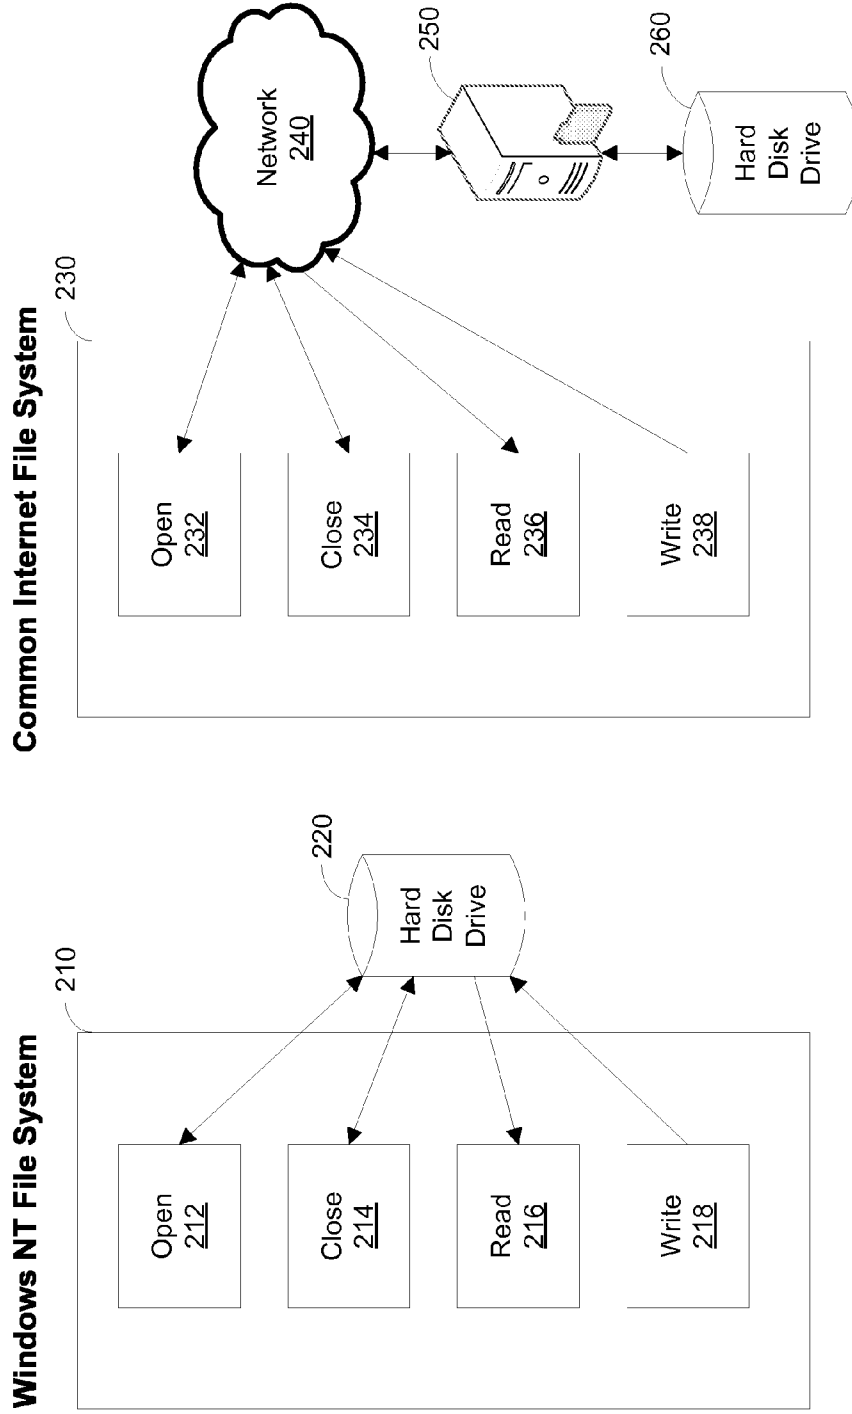 Windows NT File System
210
Open
212
Close
214
Read
216
Write
218
220
Hard
Disk
Drive
Common Internet File System
230
Open
232
Close
234
Read
236
Write
238
Network
240
250
260
Hard
Disk
Drive